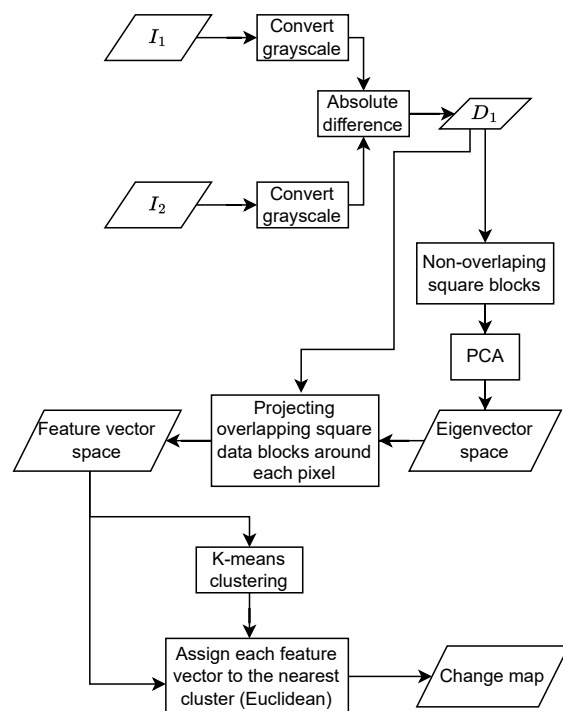 I₁
Convert
grayscale
Absolute
difference
D₁
I₂
Convert
grayscale
Non-overlaping
square blocks
PCA
Eigenvector
space
Projecting
overlapping square
data blocks around
each pixel
Feature vector
space
K-means
clustering
Assign each feature
vector to the nearest
cluster (Euclidean)
Change map